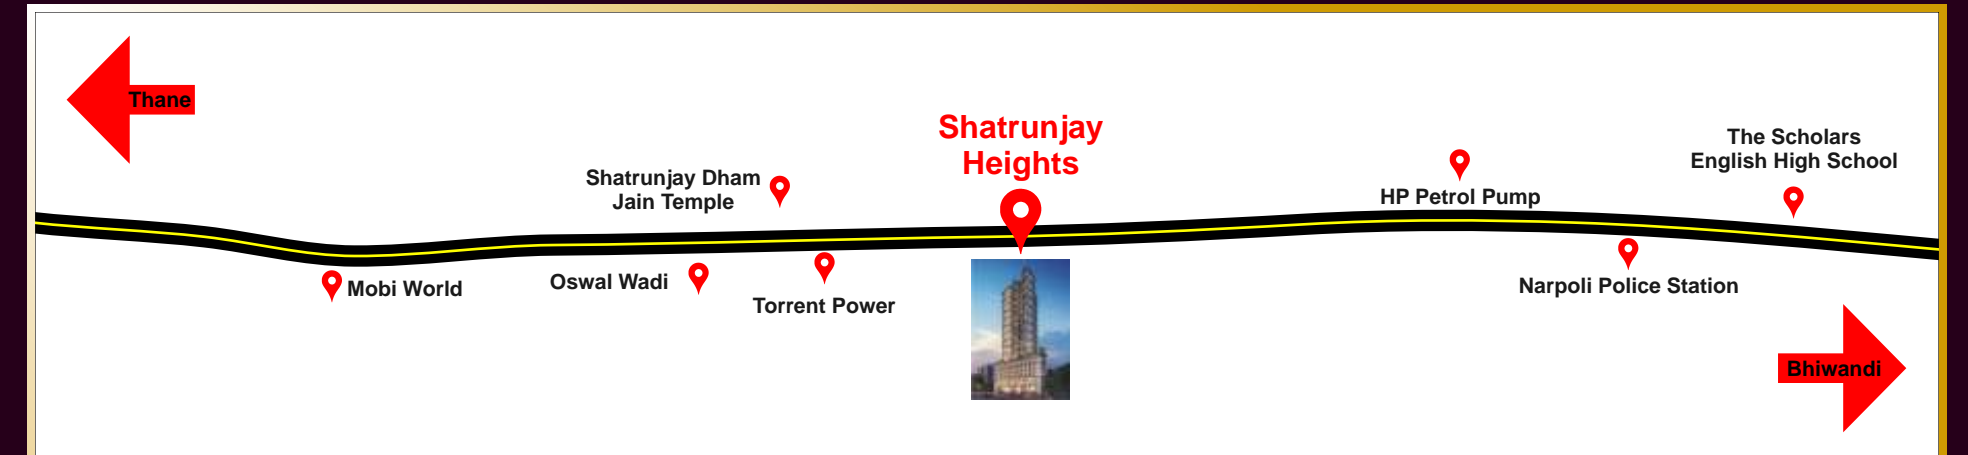 Thane
Shatrunjay
Heights
The Scholars
English High School
Shatrunjay Dham
Jain Temple
HP Petrol Pump
Mobi World
Oswal Wadi
Torrent Power
Narpoli Police Station
Bhiwandi